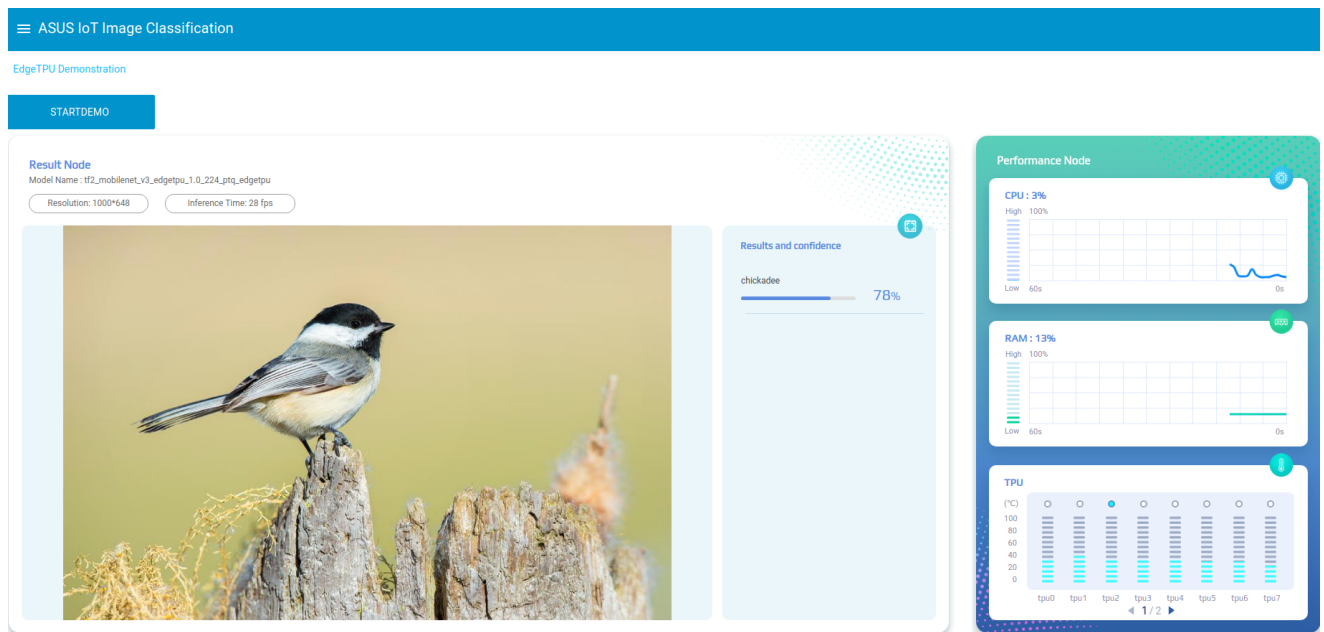 ASUS IoT Image Classification
EdgeTPU Demonstration
STARTDEMO
Result Node
Model Name : tf2_mobilenet_v3_edgetpu_1.0_224_ptq_edgetpu
Resolution: 1000*648
Inference Time: 28 fps
Results and confidence
chickadee
78%
Performance Node
CPU : 3%
High 100%
Low 60s 0s
RAM : 13%
High 100%
Low 60s 0s
TPU
(℃)
100
80
60
40
20
0
tpu0 tpu1 tpu2 tpu3 tpu4 tpu5 tpu6 tpu7
1 / 2